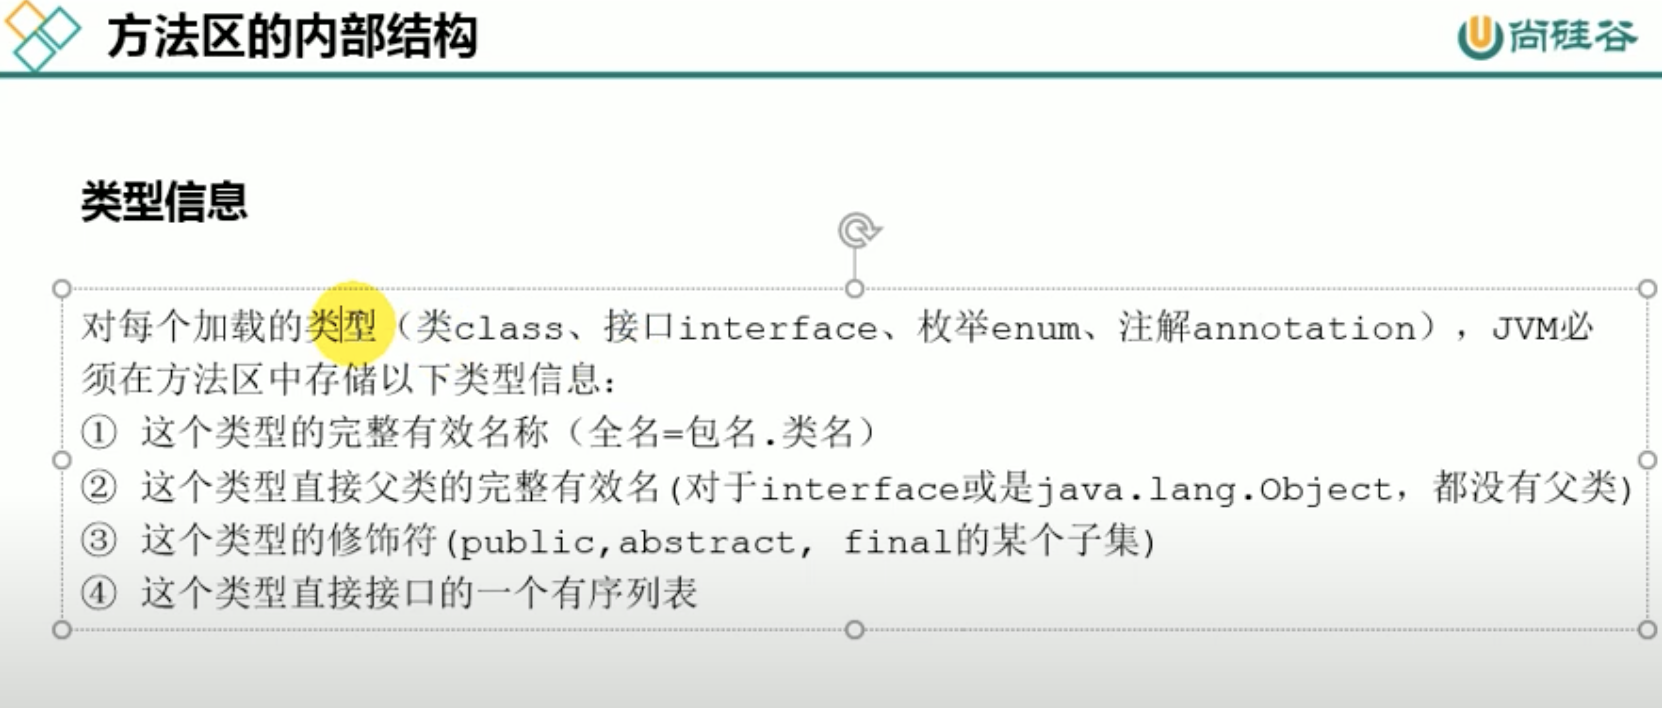 方法区的内部结构
尚硅谷
类型信息
对每个加载的类型（类class、接口interface、枚举enum、注解annotation），JVM必
须在方法区中存储以下类型信息：
① 这个类型的完整有效名称（全名=包名.类名）
② 这个类型直接父类的完整有效名(对于interface或是java.lang.Object，都没有父类)
③ 这个类型的修饰符(public,abstract, final的某个子集)
④ 这个类型直接接口的一个有序列表